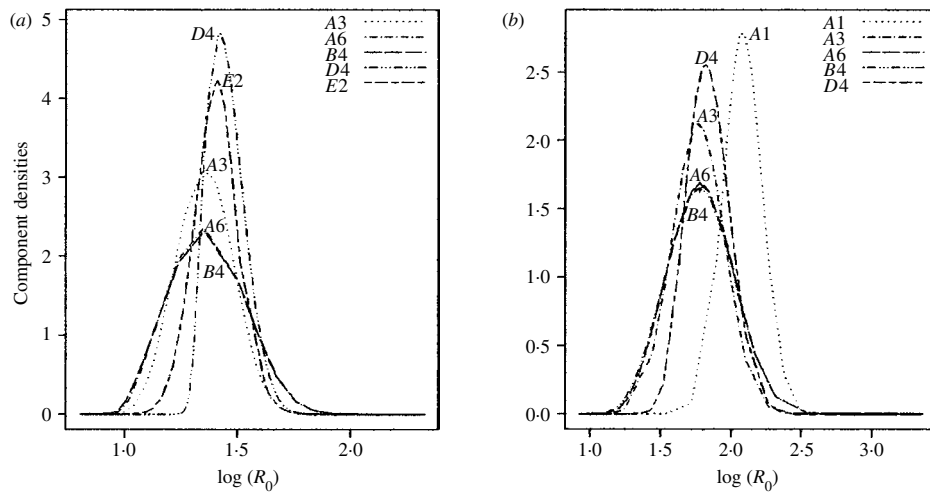 (a)
A3
A6
B4
D4
E2
D4
E2
A3
A6
B4
5
4
3
2
1
0
Component densities
1·0
1·5
2·0
log (R0)
(b)
A1
A3
A6
B4
D4
A1
D4
A3
A6
B4
2·5
2·0
1·5
1·0
0·5
0·0
1·0
1·5
2·0
2·5
3·0
log (R0)